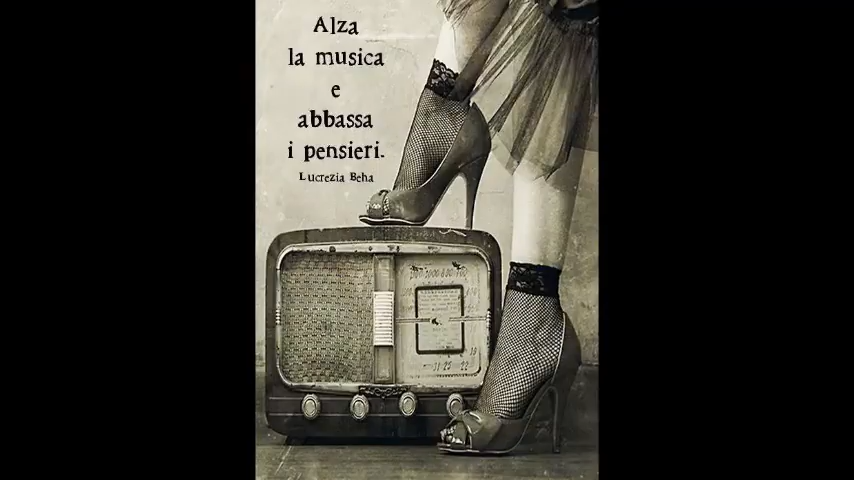 Alza
la musica
e
abbassa
i pensieri.
Lucrezia Beha